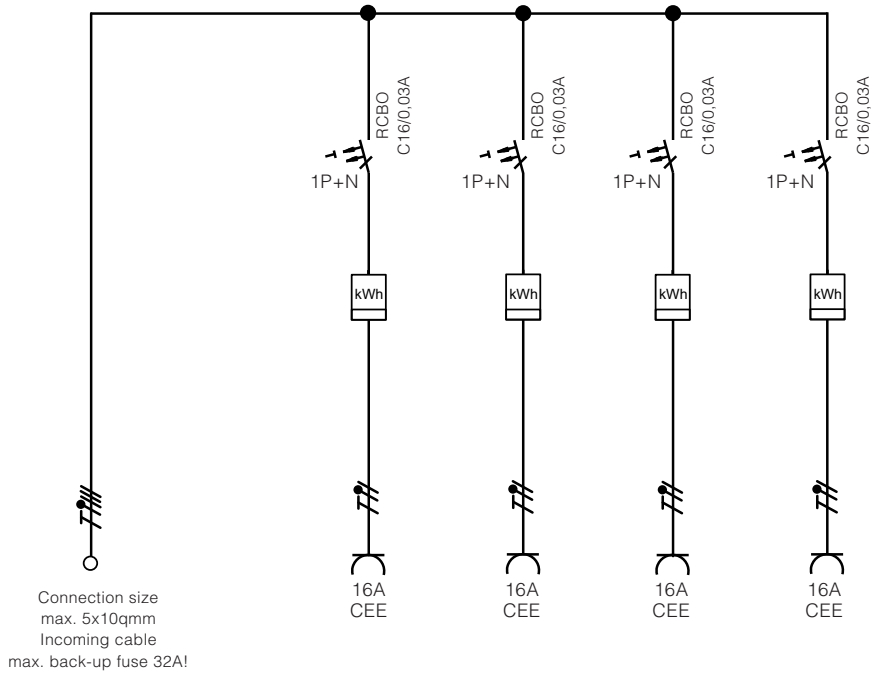 RCBO
C16/0,03A
1P+N
kWh
16A
CEE
RCBO
C16/0,03A
1P+N
kWh
16A
CEE
RCBO
C16/0,03A
1P+N
kWh
16A
CEE
RCBO
C16/0,03A
1P+N
kWh
16A
CEE
Connection size
max. 5x10qmm
Incoming cable
max. back-up fuse 32A!